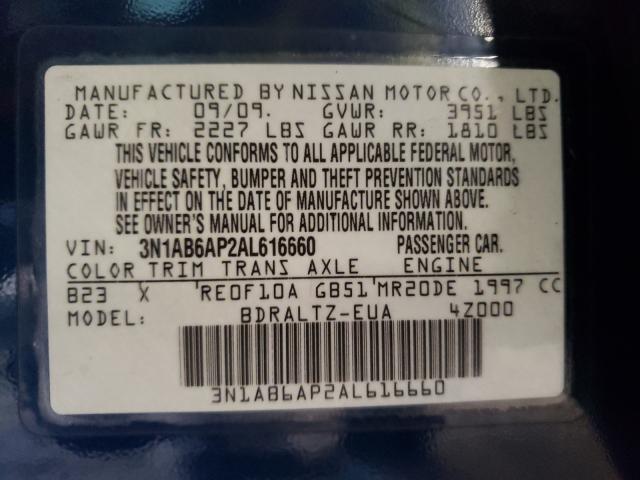 MANUFACTURED BY NISSAN MOTOR CO., LTD.
DATE: 09/09. GVWR: 3951 LBS
GAWR FR: 2227 LBS GAWR RR: 1810 LBS
THIS VEHICLE CONFORMS TO ALL APPLICABLE FEDERAL MOTOR,
VEHICLE SAFETY, BUMPER AND THEFT PREVENTION STANDARDS
IN EFFECT ON THE DATE OF MANUFACTURE SHOWN ABOVE.
SEE OWNER'S MANUAL FOR ADDITIONAL INFORMATION.
VIN: 3N1AB6AP2AL616660 PASSENGER CAR.
COLOR TRIM TRANS AXLE ENGINE
B23 X RE0F10A GB51 MR20DE 1997 CC
MODEL: BDRALTZ-EUA 4Z000
3N1AB6AP2AL616660